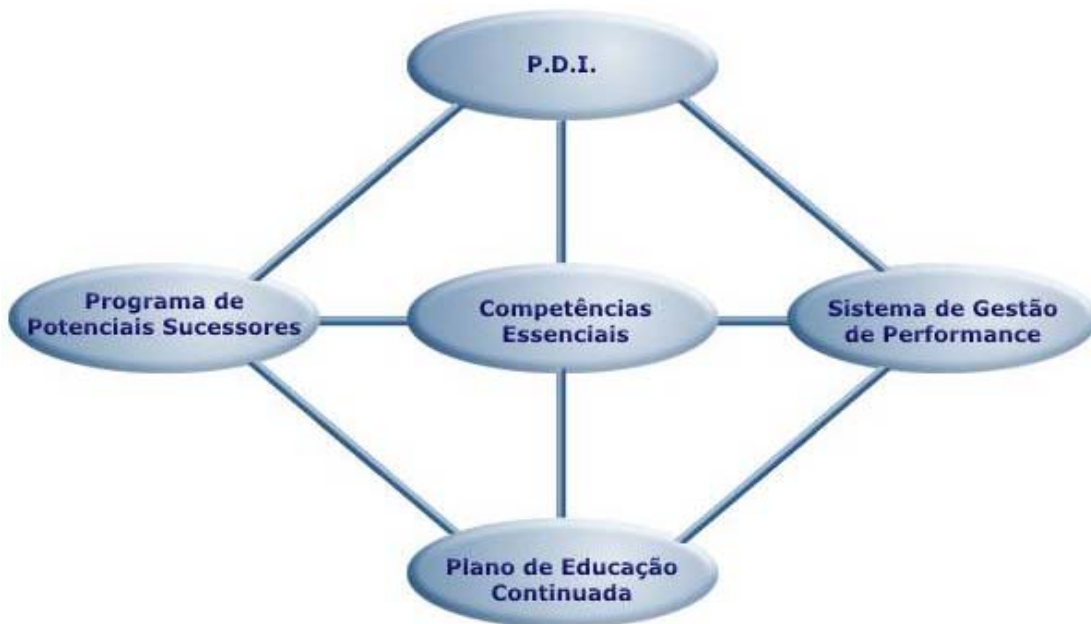 P.D.I.
Programa de
Potenciais Sucessores
Competências
Essenciais
Sistema de Gestão
de Performance
Plano de Educação
Continuada